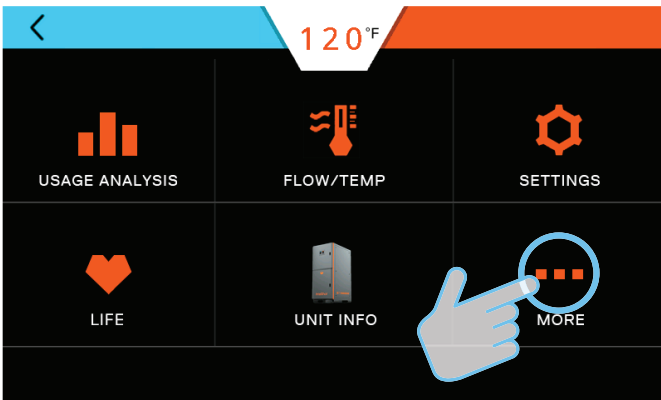 120°F
USAGE ANALYSIS
FLOW/TEMP
SETTINGS
LIFE
UNIT INFO
MORE